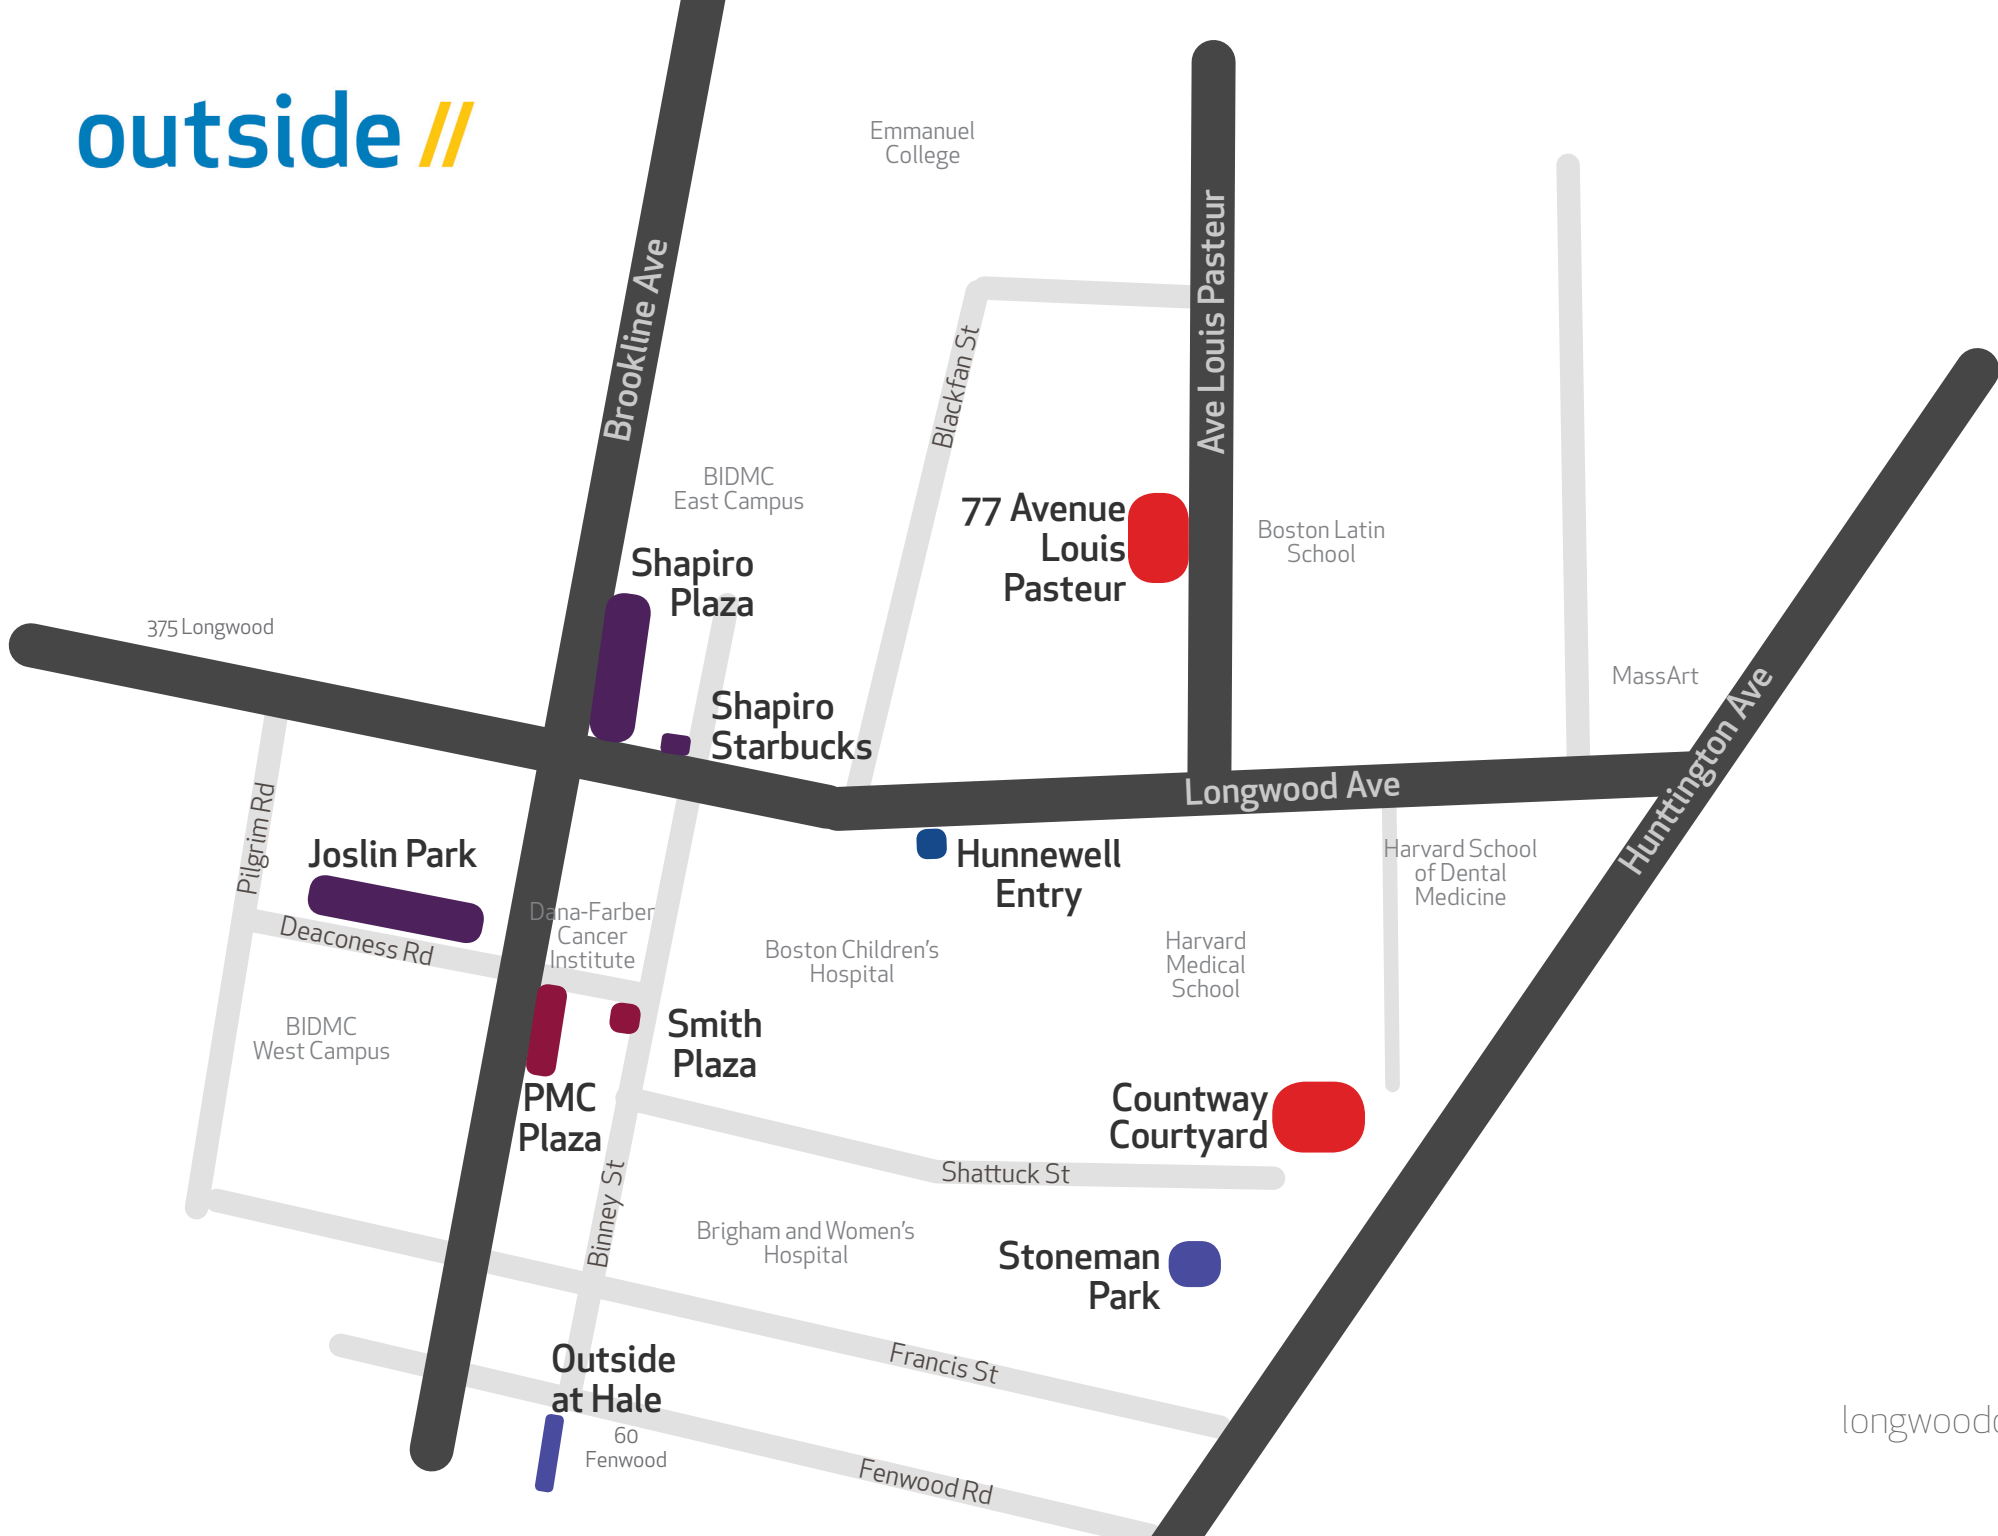 outside //
Emmanuel
College
Brookline Ave
Ave Louis Pasteur
Blackfan St
BIDMC
East Campus
77 Avenue
Louis
Pasteur
Boston Latin
School
Shapiro
Plaza
375 Longwood
Shapiro
Starbucks
MassArt
Longwood Ave
Hunttington Ave
Pilgrim Rd
Joslin Park
Hunnewell
Entry
Harvard School
of Dental
Medicine
Deaconess Rd
Dana-Farber
Cancer
Institute
Boston Children's
Hospital
Harvard
Medical
School
BIDMC
West Campus
Smith
Plaza
PMC
Plaza
Countway
Courtyard
Shattuck St
Binney St
Brigham and Women's
Hospital
Stoneman
Park
Outside
at Hale
Francis St
60
Fenwood
Fenwood Rd
longwood